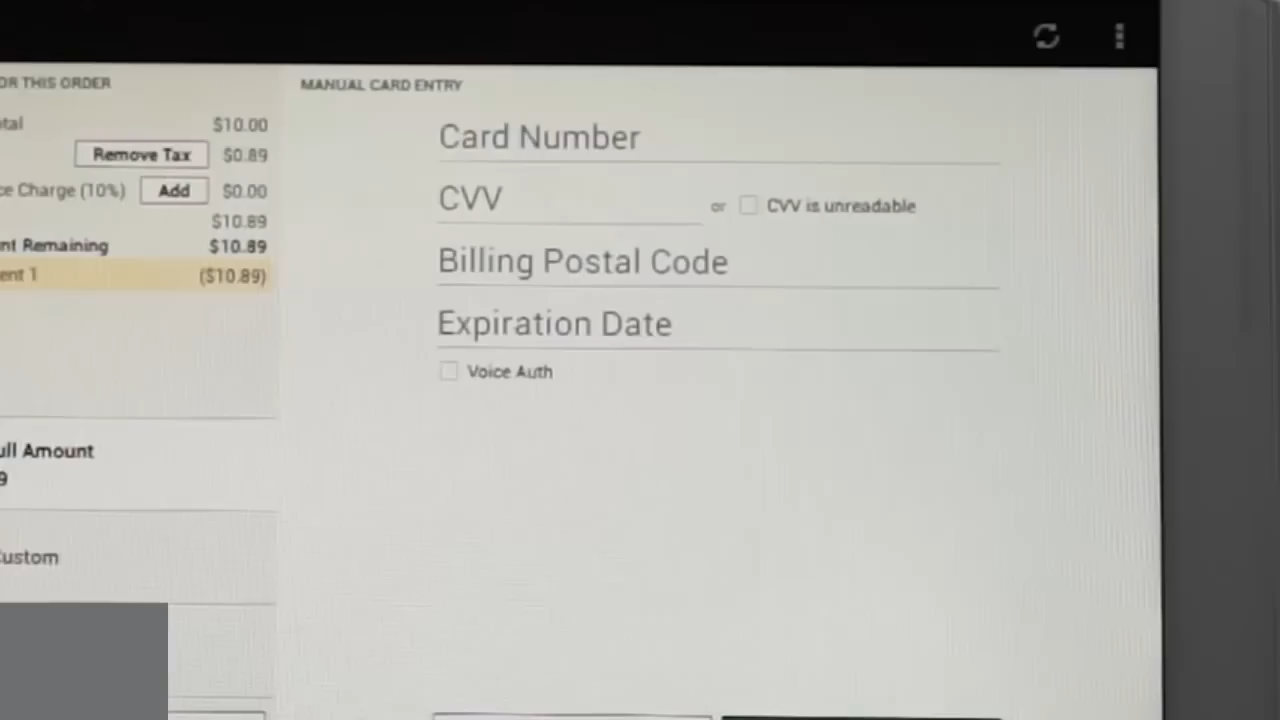 OR THIS ORDER
otal $10.00
Remove Tax $0.89
ce Charge (10%) Add $0.00
$10.89
nt Remaining $10.89
ent 1 ($10.89)
ull Amount
9
Custom
MANUAL CARD ENTRY
Card Number
CVV or CVV is unreadable
Billing Postal Code
Expiration Date
Voice Auth